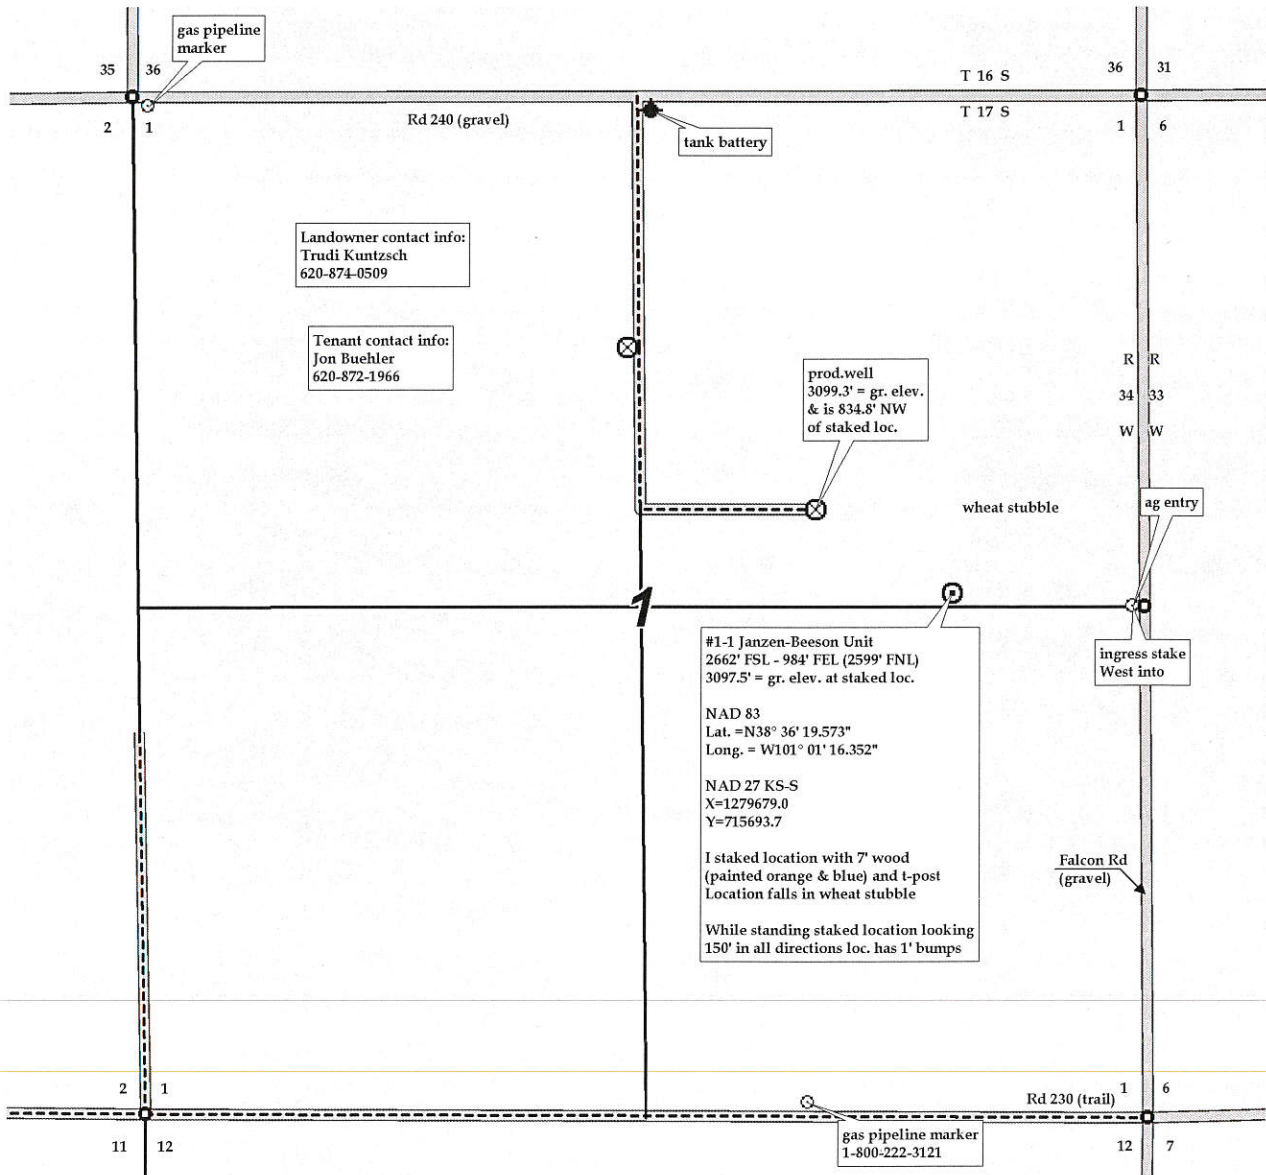 gas pipeline
marker
35 36
36 31
T 16 S
T 17 S
2 1
Rd 240 (gravel)
1 6
tank battery
Landowner contact info:
Trudi Kuntzsch
620-874-0509
Tenant contact info:
Jon Buehler
620-872-1966
prod.well
3099.3' = gr. elev.
& is 834.8' NW
of staked loc.
R R
34 33
W W
wheat stubble
ag entry
1
#1-1 Janzen-Beeson Unit
2662' FSL - 984' FEL (2599' FNL)
3097.5' = gr. elev. at staked loc.
NAD 83
Lat. =N38° 36' 19.573"
Long. = W101° 01' 16.352"
NAD 27 KS-S
X=1279679.0
Y=715693.7
I staked location with 7' wood
(painted orange & blue) and t-post
Location falls in wheat stubble
While standing staked location looking
150' in all directions loc. has 1' bumps
ingress stake
West into
Falcon Rd
(gravel)
2 1
Rd 230 (trail)
1 6
11 12
gas pipeline marker
1-800-222-3121
12 7